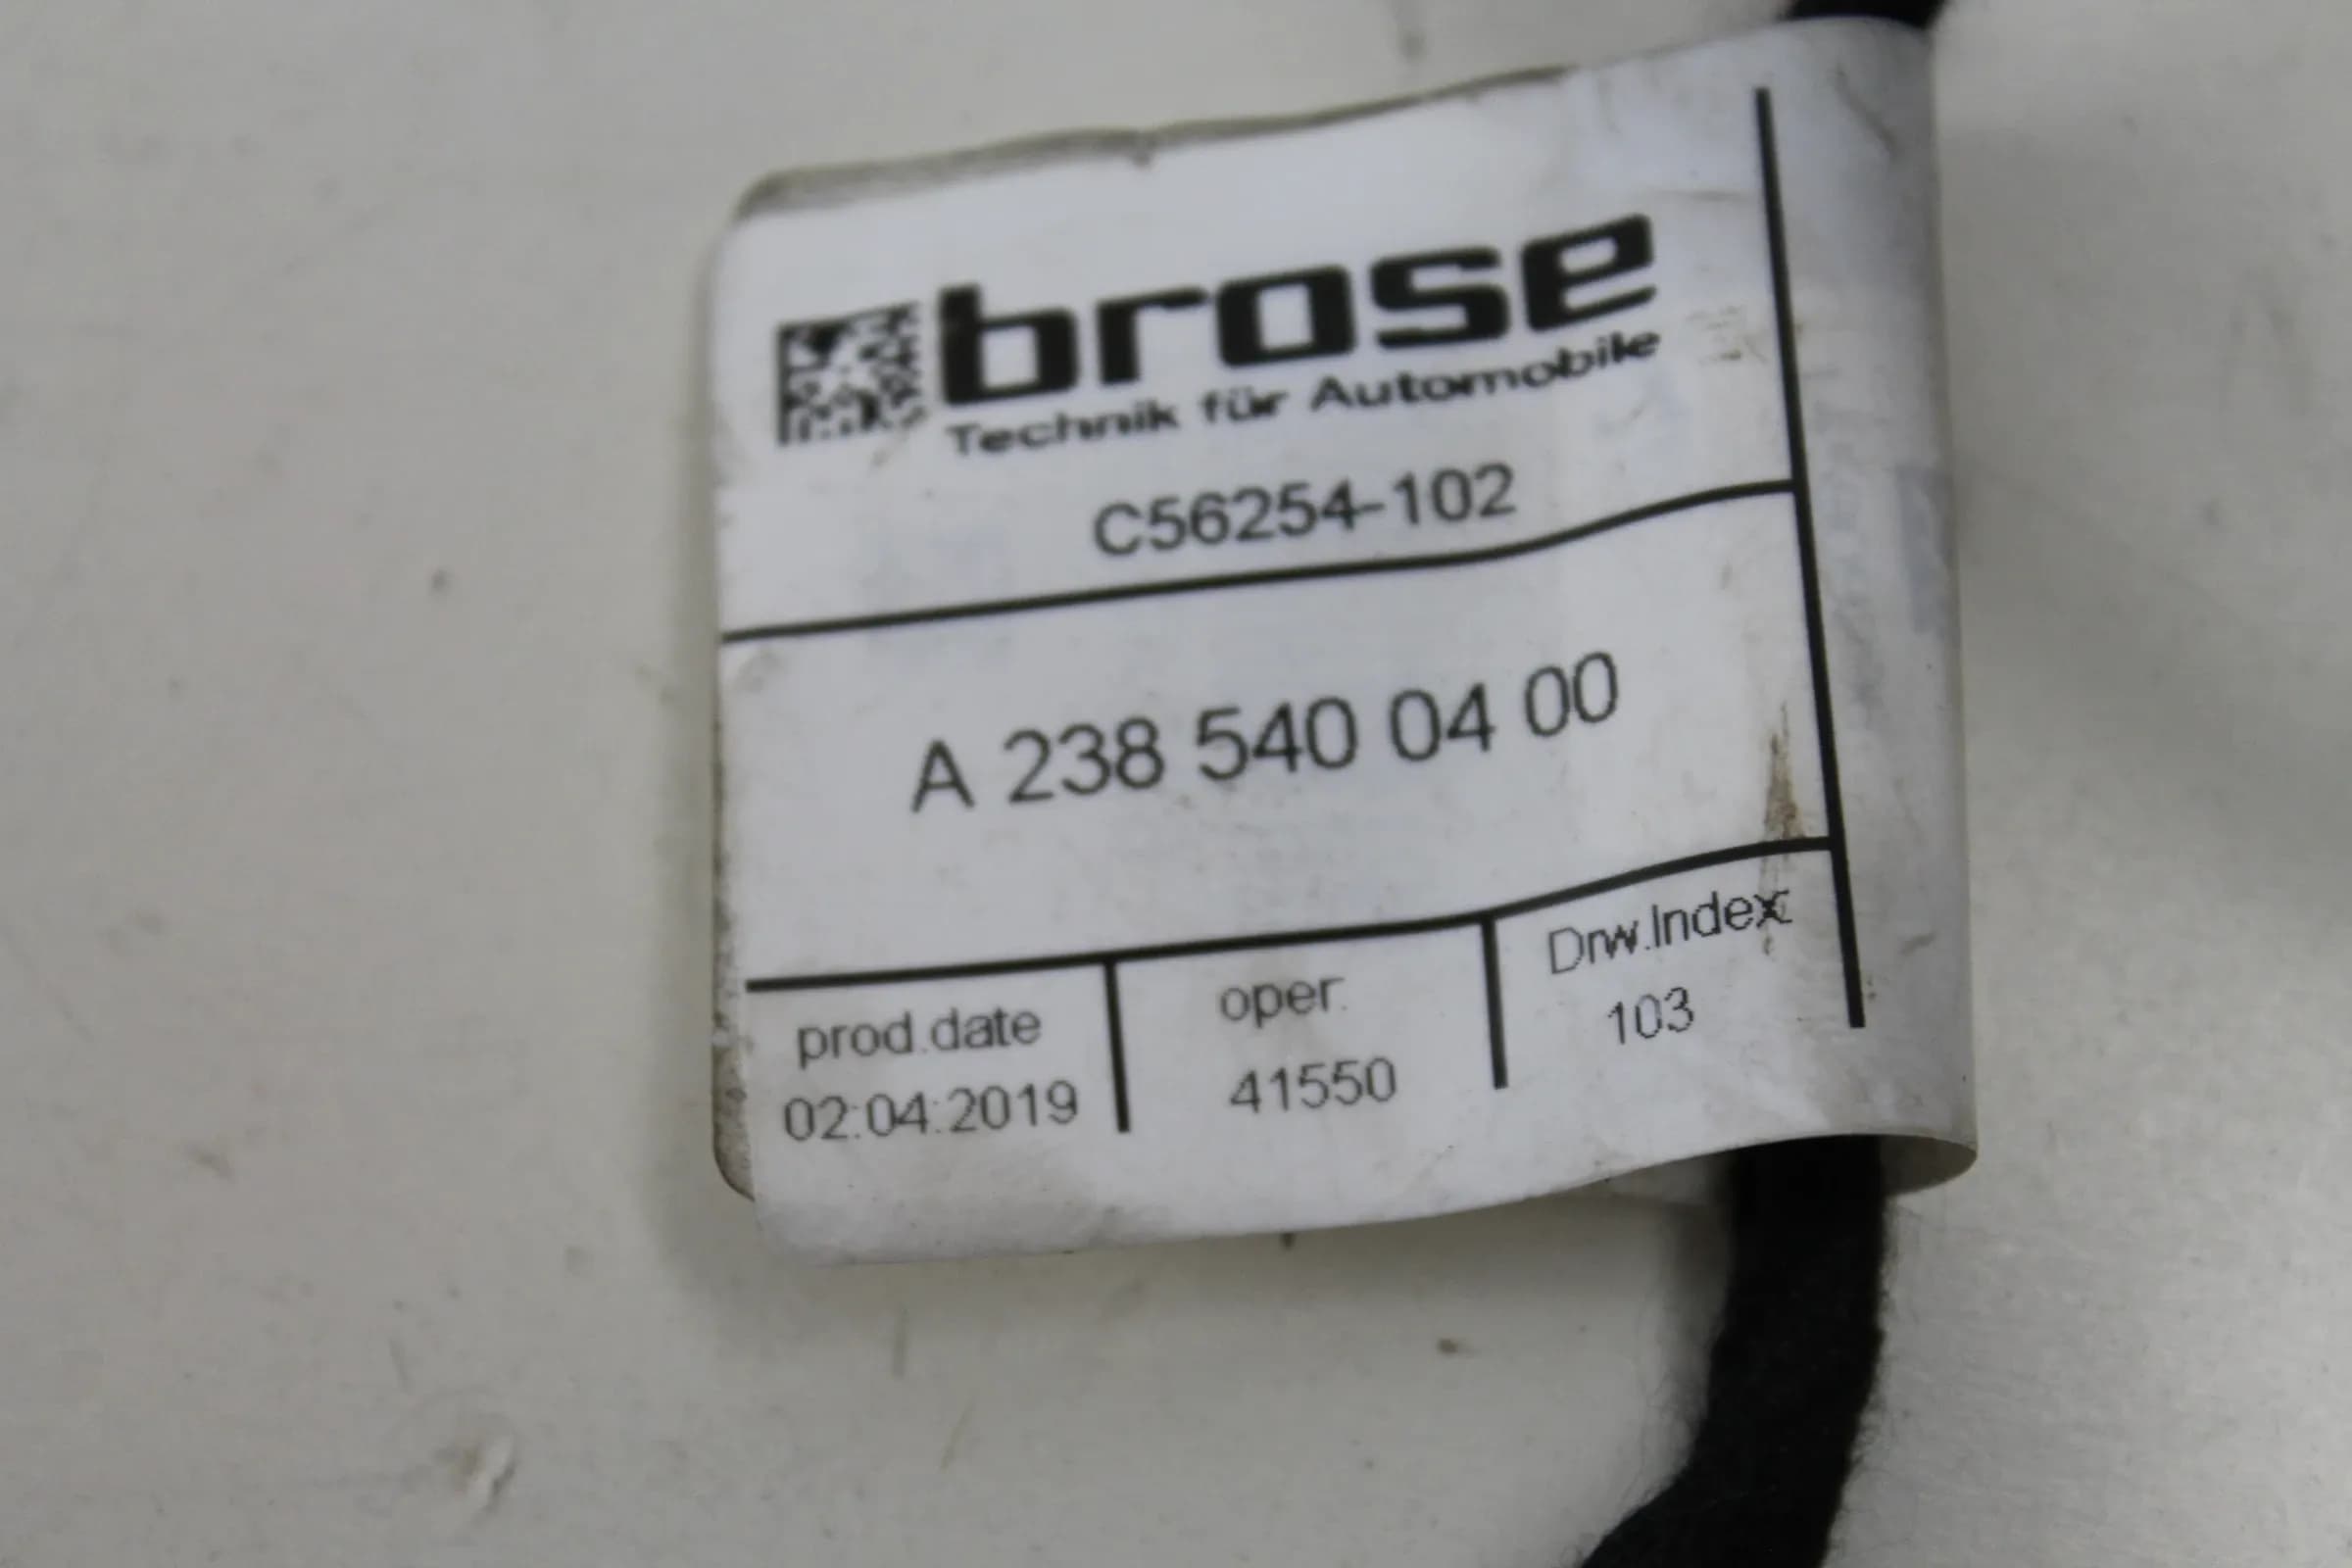 brose
Technik für Automobile
C56254-102
A 238 540 04 00
prod.date oper. Drw.Index
02:04:2019 41550 103